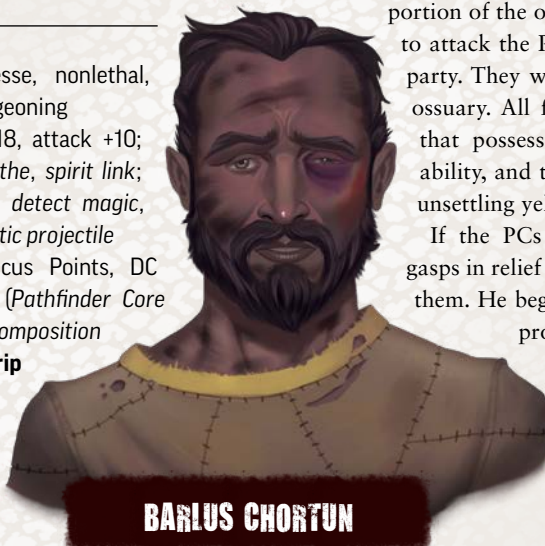 esse, nonlethal,
geoning
18, attack +10;
the, spirit link;
detect magic,
tic projectile
cus Points, DC
(Pathfinder Core
omposition
rip
portion of the o
to attack the
party. They w
ossuary. All f
that possess
ability, and t
unsettling yel
If the PCs
gasps in relief
them. He beg
pro
BARLUS CHORTUN